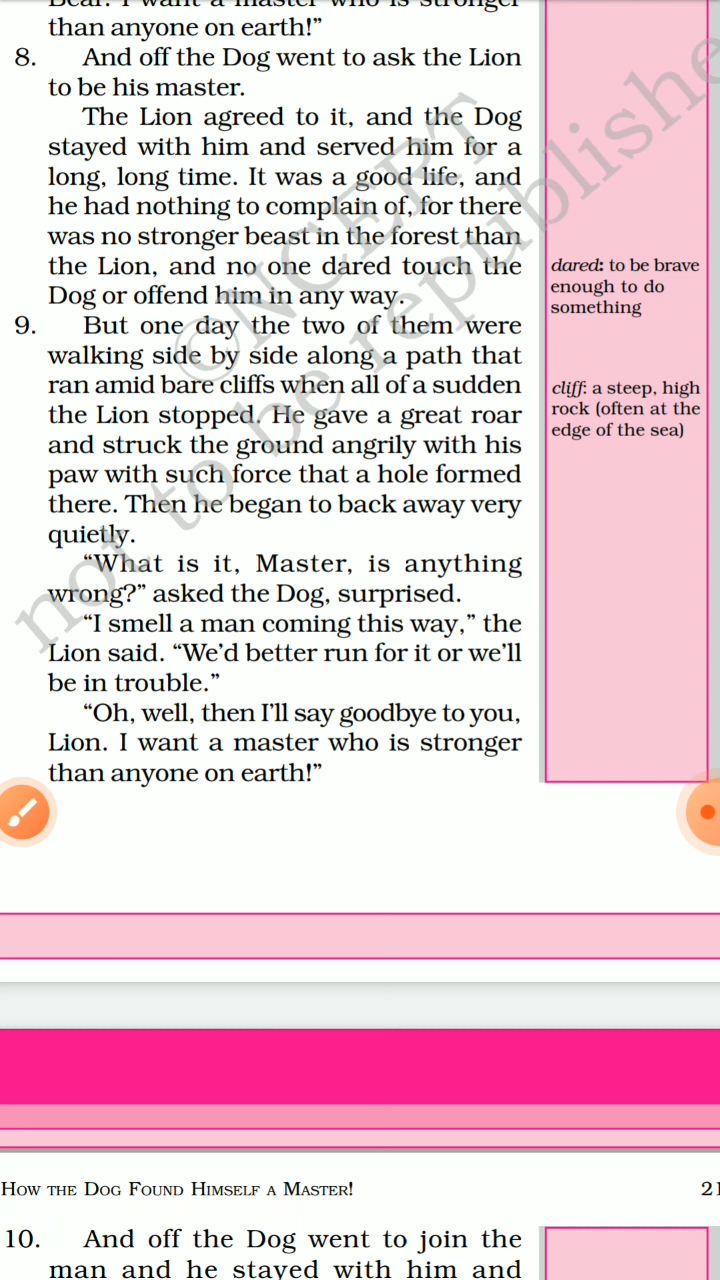 than anyone on earth!”
8. And off the Dog went to ask the Lion
to be his master.
The Lion agreed to it, and the Dog
stayed with him and served him for a
long, long time. It was a good life, and
he had nothing to complain of, for there
was no stronger beast in the forest than
the Lion, and no one dared touch the
Dog or offend him in any way.
9. But one day the two of them were
walking side by side along a path that
ran amid bare cliffs when all of a sudden
the Lion stopped. He gave a great roar
and struck the ground angrily with his
paw with such force that a hole formed
there. Then he began to back away very
quietly.
“What is it, Master, is anything
wrong?” asked the Dog, surprised.
“I smell a man coming this way,” the
Lion said. “We’d better run for it or we’ll
be in trouble.”
“Oh, well, then I’ll say goodbye to you,
Lion. I want a master who is stronger
than anyone on earth!”
dared: to be brave
enough to do
something
cliff: a steep, high
rock (often at the
edge of the sea)
©NCERT
not to be republishe
How the Dog Found Himself a Master! 21
10. And off the Dog went to join the
man and he stayed with him and